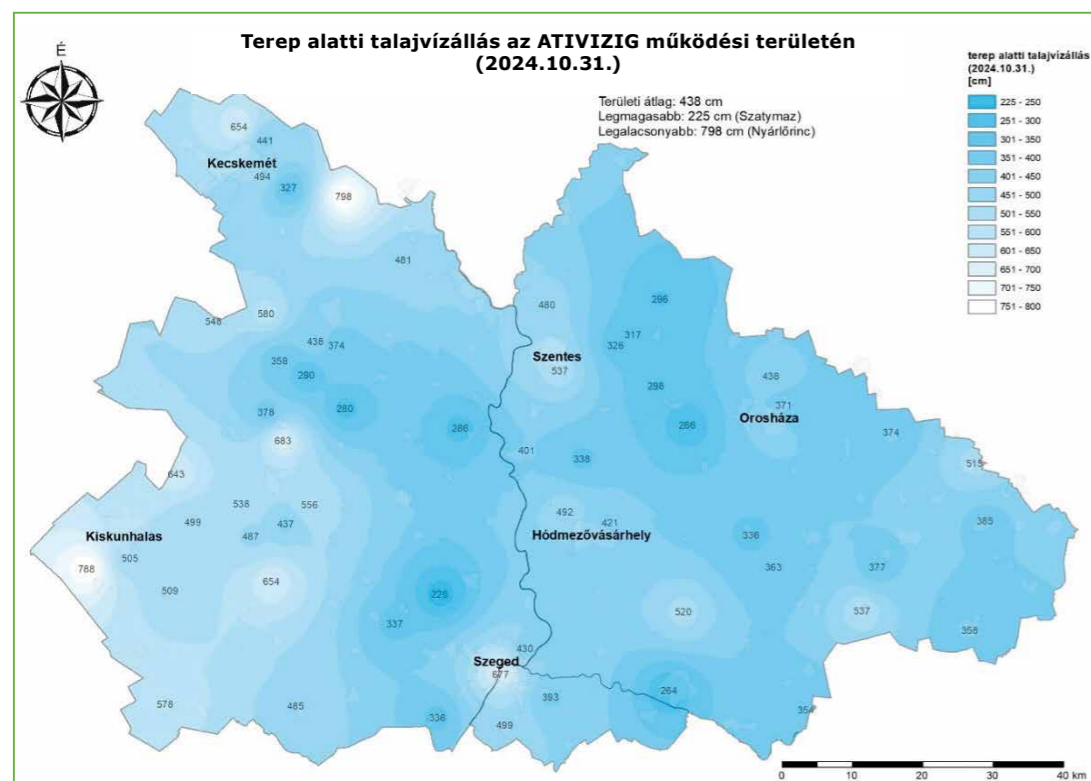 Terep alatti talajvízállás az ATIVIZIG működési területén
(2024.10.31.)
É
Területi átlag: 438 cm
Legmagasabb: 225 cm (Szatymaz)
Legalacsonyabb: 798 cm (Nyárlőrinc)
terep alatti talajvízállás
(2024.10.31.)
[cm]
225 - 250
251 - 300
301 - 350
351 - 400
401 - 450
451 - 500
501 - 550
551 - 600
601 - 650
651 - 700
701 - 750
751 - 800
654
441
Kecskemét
494
327
798
481
580
548
438
374
358
290
378
280
286
683
643
538
556
499
437
487
Kiskunhalas
505
788
509
654
225
337
Szeged
430
677
578
485
336
499
393
264
354
480
296
317
326
Szentes
537
298
438
371
Orosháza
266
374
401
338
515
492
421
Hódmezővásárhely
336
385
363
377
520
537
358
0
10
20
30
40 km